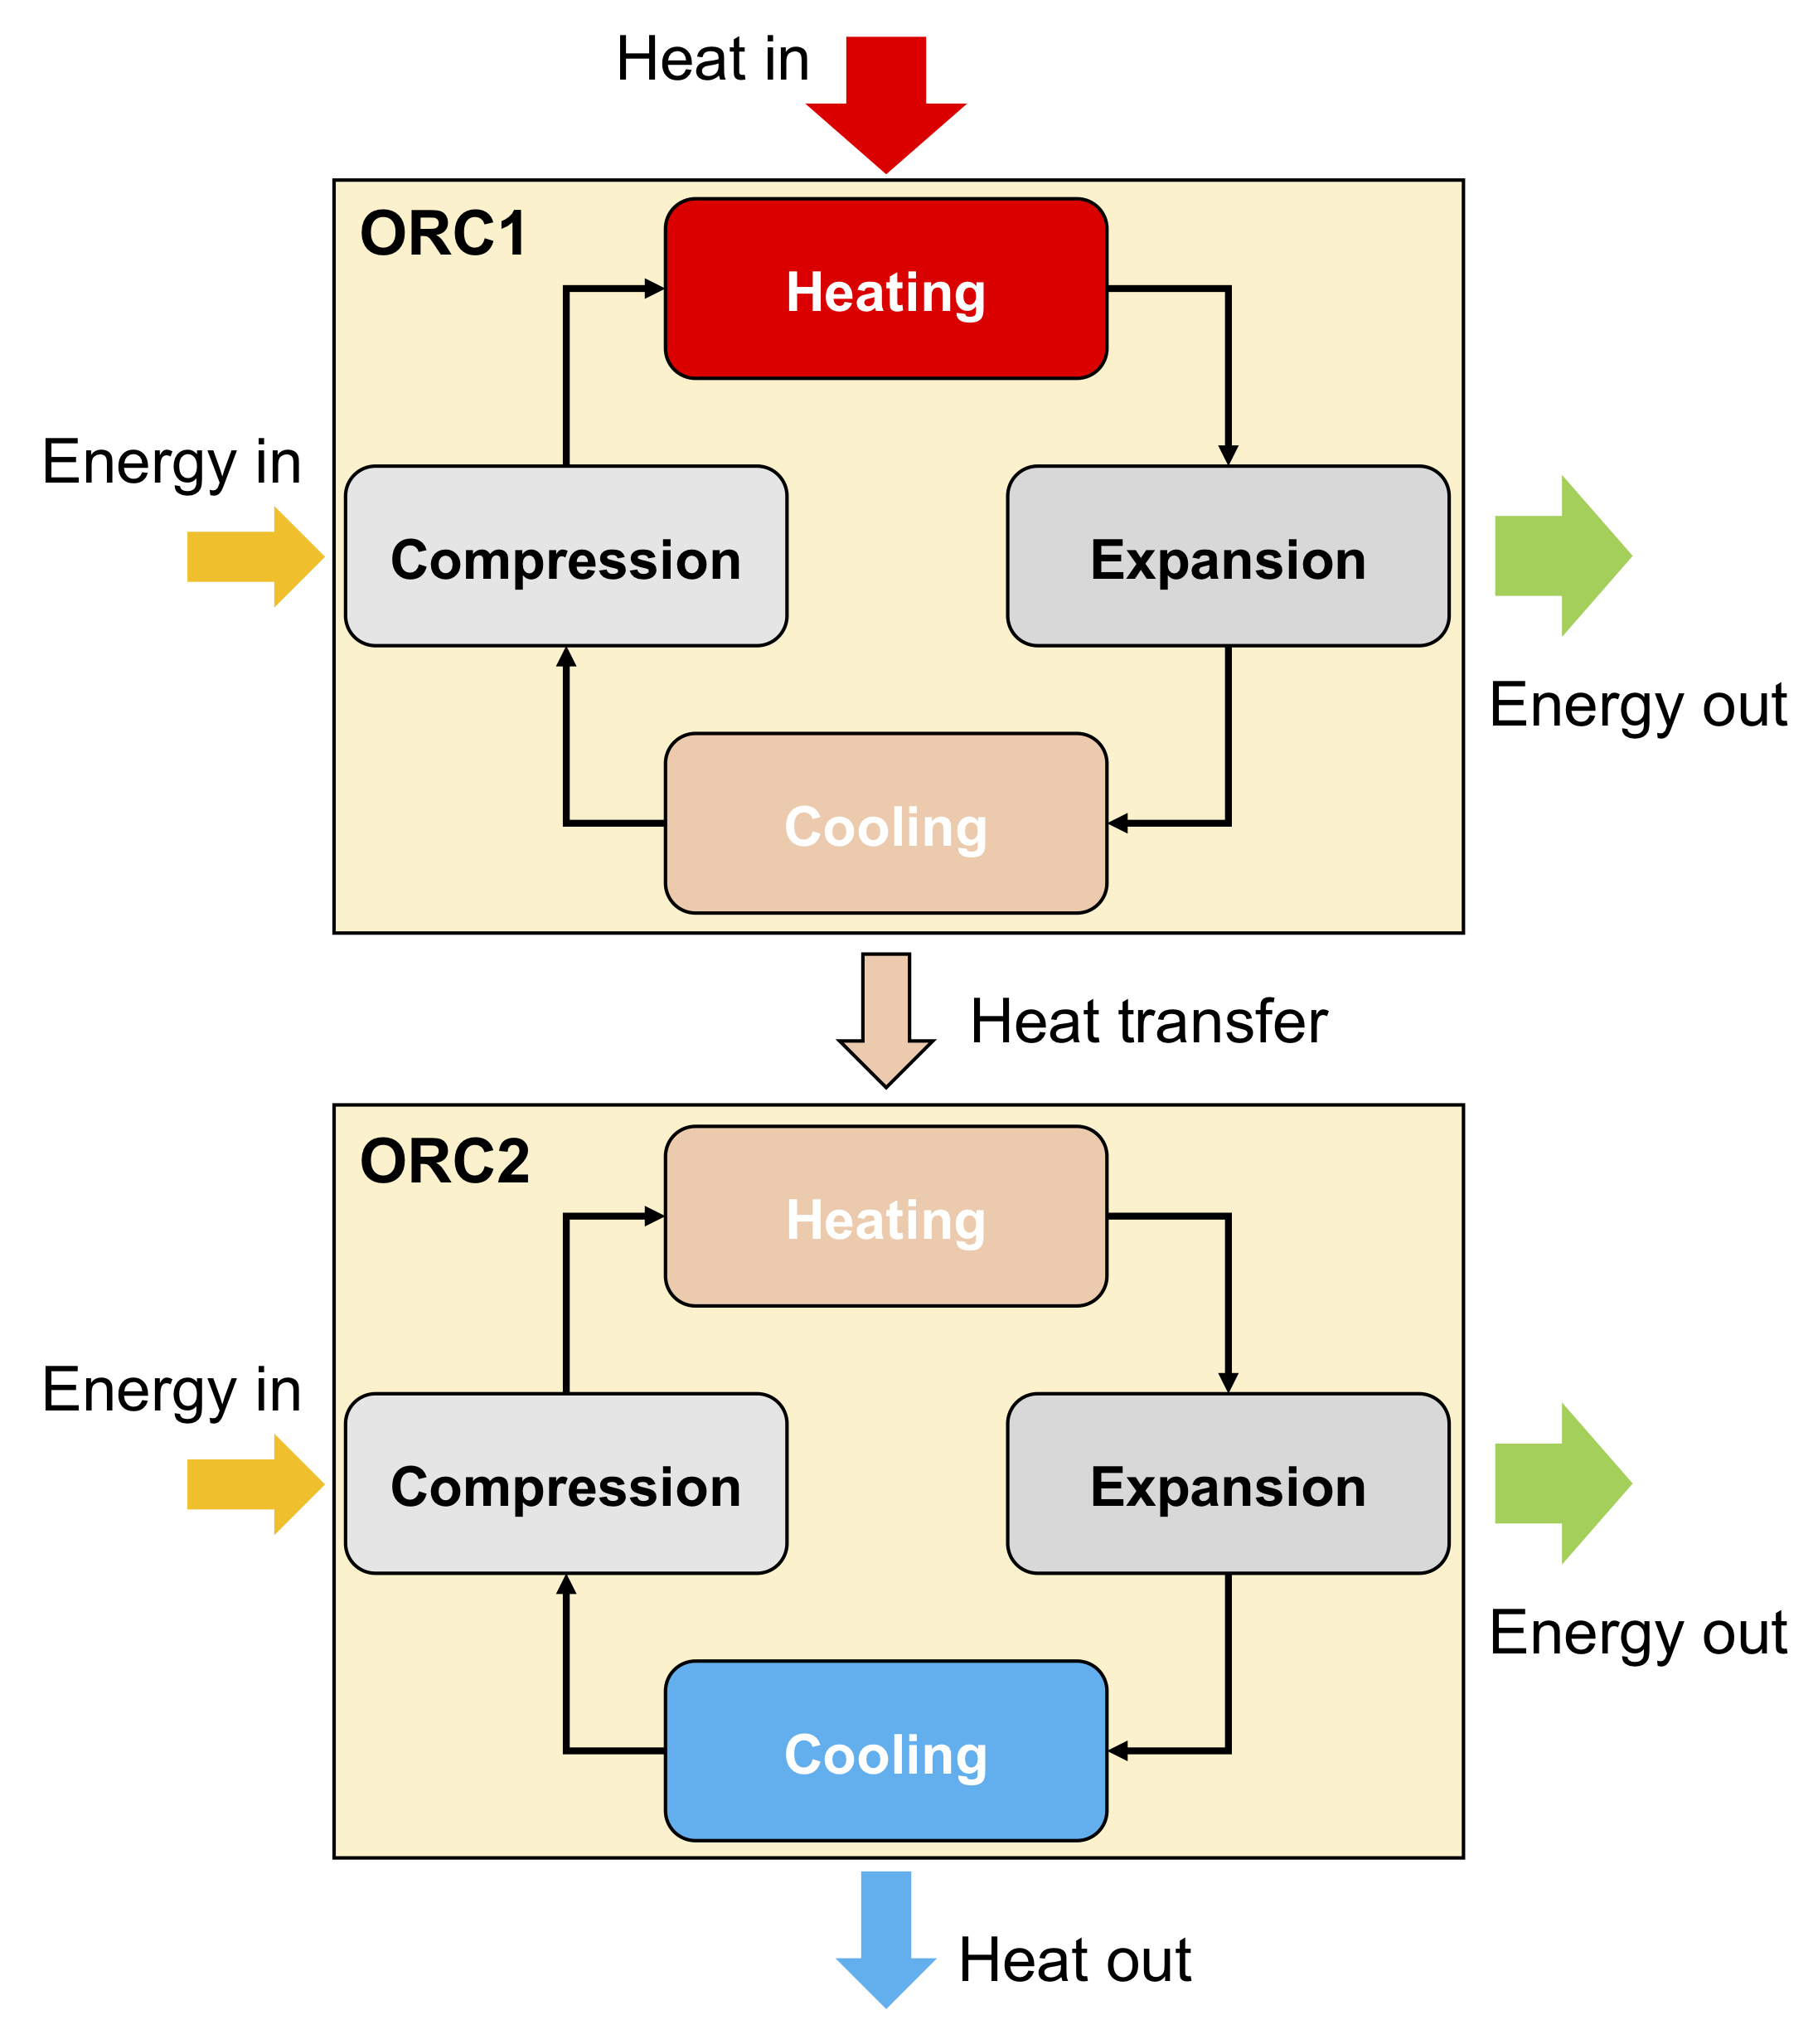 Heat in
ORC1
Heating
Energy in
Compression
Expansion
Energy out
Cooling
Heat transfer
ORC2
Heating
Energy in
Compression
Expansion
Energy out
Cooling
Heat out